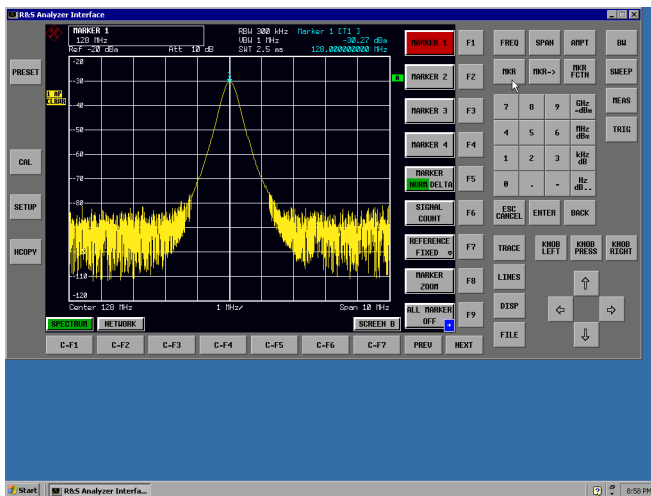 R&S Analyzer Interface
MARKER 1
128 MHz
RBW 300 kHz
Marker 1 [T1 ]
VBW 1 MHz
-30.27 dBm
Ref -20 dBm
Att 10 dB
SWT 2.5 ms
128.000000000 MHz
-20
-30
-40
-50
-60
-70
-80
-110
-120
1 AP
CLRWR
1
A
Center 128 MHz
1 MHz/
Span 10 MHz
SPECTRUM
NETWORK
SCREEN B
PRESET
CAL
SETUP
HCOPY
MARKER 1
F1
MARKER 2
F2
MARKER 3
F3
MARKER 4
F4
MARKER
NORM DELTA
F5
SIGNAL
COUNT
F6
REFERENCE
FIXED
F7
MARKER
ZOOM
F8
ALL MARKER
OFF
F9
C-F1
C-F2
C-F3
C-F4
C-F5
C-F6
C-F7
PREV
NEXT
FREQ
SPAN
AMPT
BW
MKR
MKR->
MKR
FCTN
SWEEP
7
8
9
GHz
-dBm
MEAS
4
5
6
MHz
dBm
TRIG
1
2
3
kHz
dB
0
.
-
Hz
dB..
ESC
CANCEL
ENTER
BACK
TRACE
KNOB
LEFT
KNOB
PRESS
KNOB
RIGHT
LINES
DISP
FILE
Start
R&S Analyzer Interfa...
8:58 PM